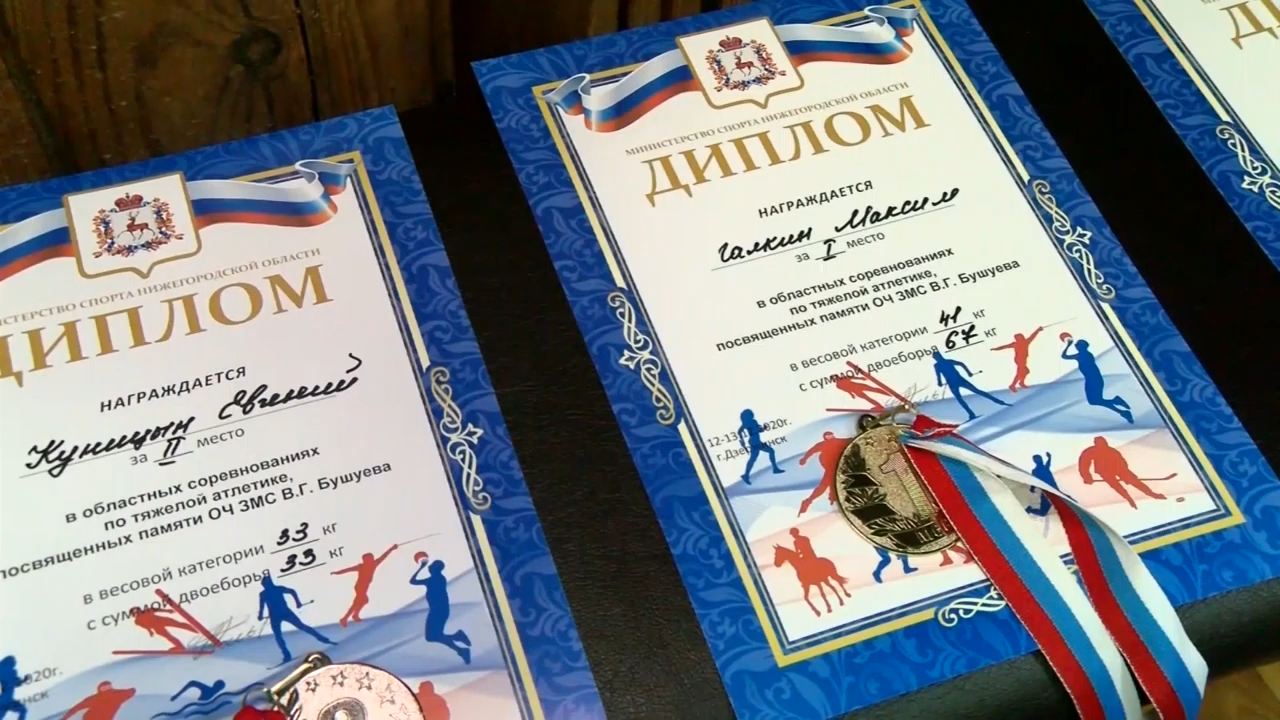 МИНИСТЕРСТВО СПОРТА НИЖЕГОРОДСКОЙ ОБЛАСТИ
ДИПЛОМ
НАГРАЖДАЕТСЯ
Галкин Максим
за I место
в областных соревнованиях
по тяжелой атлетике,
посвященных памяти ОЧ ЗМС В.Г. Бушуева
в весовой категории 41 кг
с суммой двоеборья 67 кг
1
СПОРТА НИЖЕГОРОДСКОЙ ОБЛАСТИ
ДИПЛОМ
НАГРАЖДАЕТСЯ
Куницын Евгений
за II место
в областных соревнованиях
по тяжелой атлетике,
посвященных памяти ОЧ ЗМС В.Г. Бушуева
в весовой категории 33 кг
с суммой двоеборья 33 кг